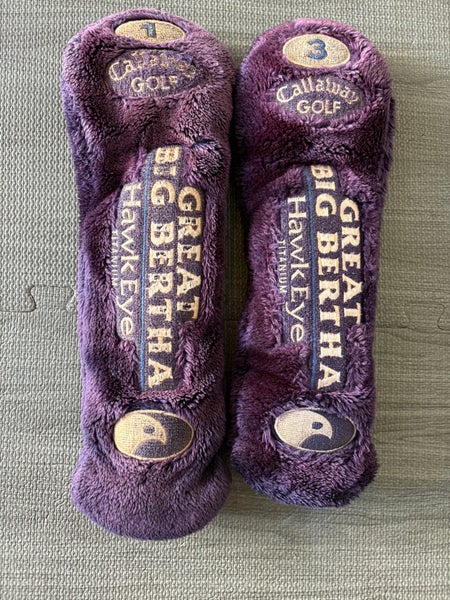 1
Callaway
GOLF
GREAT
BIG BERTHA
HawkEye
TITANIUM
3
Callaway
GOLF
GREAT
BIG BERTHA
HawkEye
TITANIUM